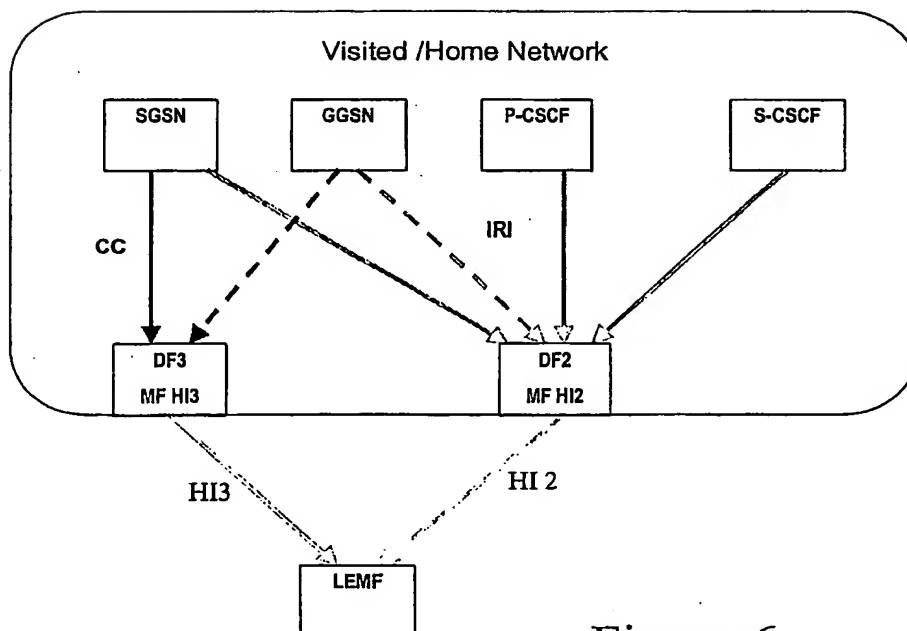 Visited /Home Network
SGSN
GGSN
P-CSCF
S-CSCF
CC
IRI
DF3
MF HI3
DF2
MF HI2
HI3
HI 2
LEMF